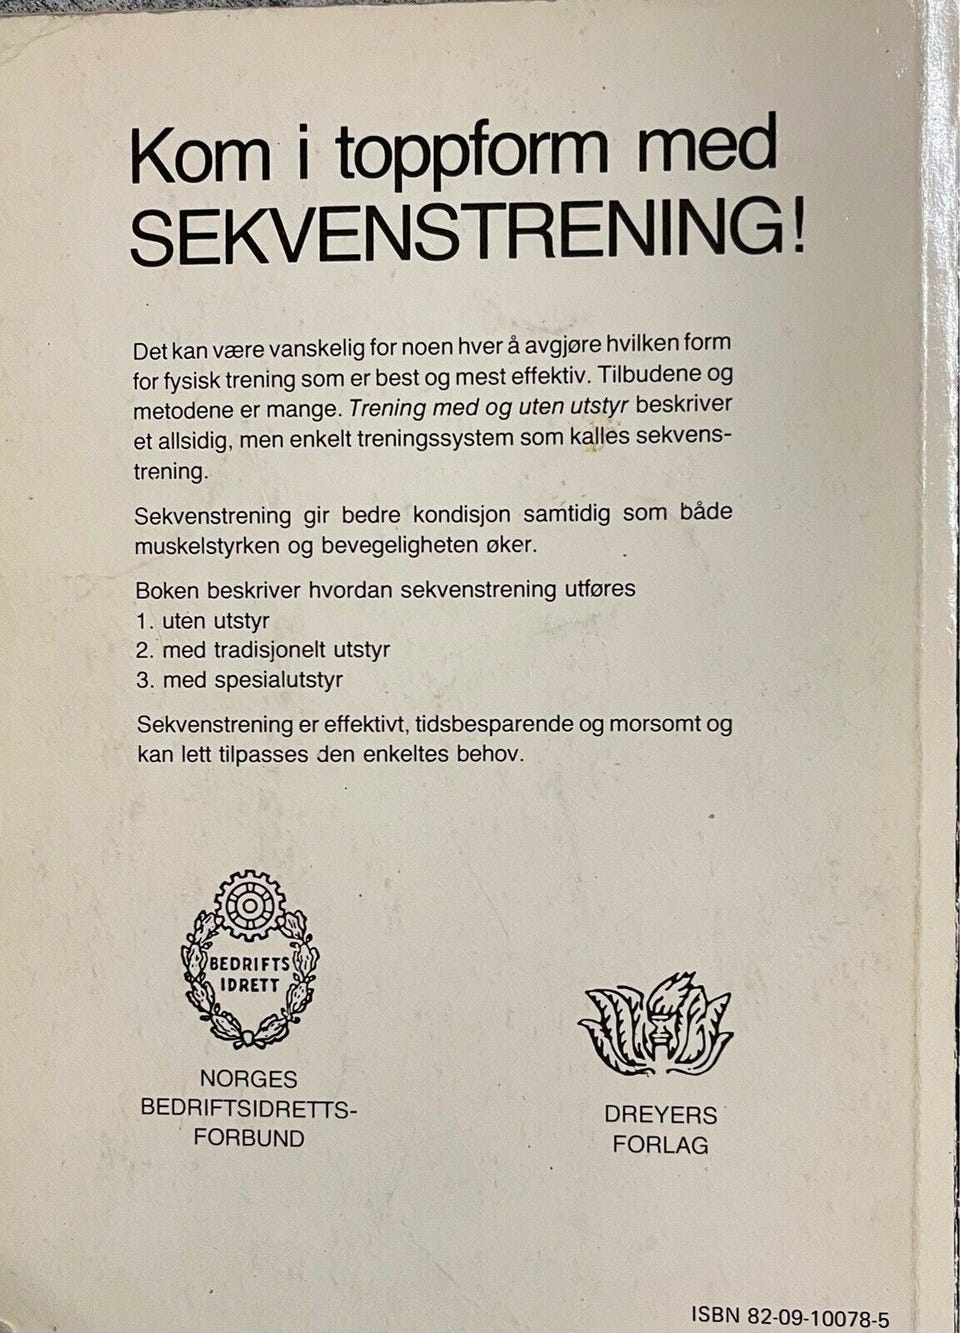 Kom i toppform med
SEKVENSTRENING!
Det kan være vanskelig for noen hver å avgjøre hvilken form
for fysisk trening som er best og mest effektiv. Tilbudene og
metodene er mange. Trening med og uten utstyr beskriver
et allsidig, men enkelt treningssystem som kalles sekvens-
trening.
Sekvenstrening gir bedre kondisjon samtidig som både
muskelstyrken og bevegeligheten øker.
Boken beskriver hvordan sekvenstrening utføres
1. uten utstyr
2. med tradisjonelt utstyr
3. med spesialutstyr
Sekvenstrening er effektivt, tidsbesparende og morsomt og
kan lett tilpasses den enkeltes behov.
BEDRIFTS
IDRETT
NORGES
BEDRIFTSIDRETTS-
FORBUND
DREYERS
FORLAG
ISBN 82-09-10078-5